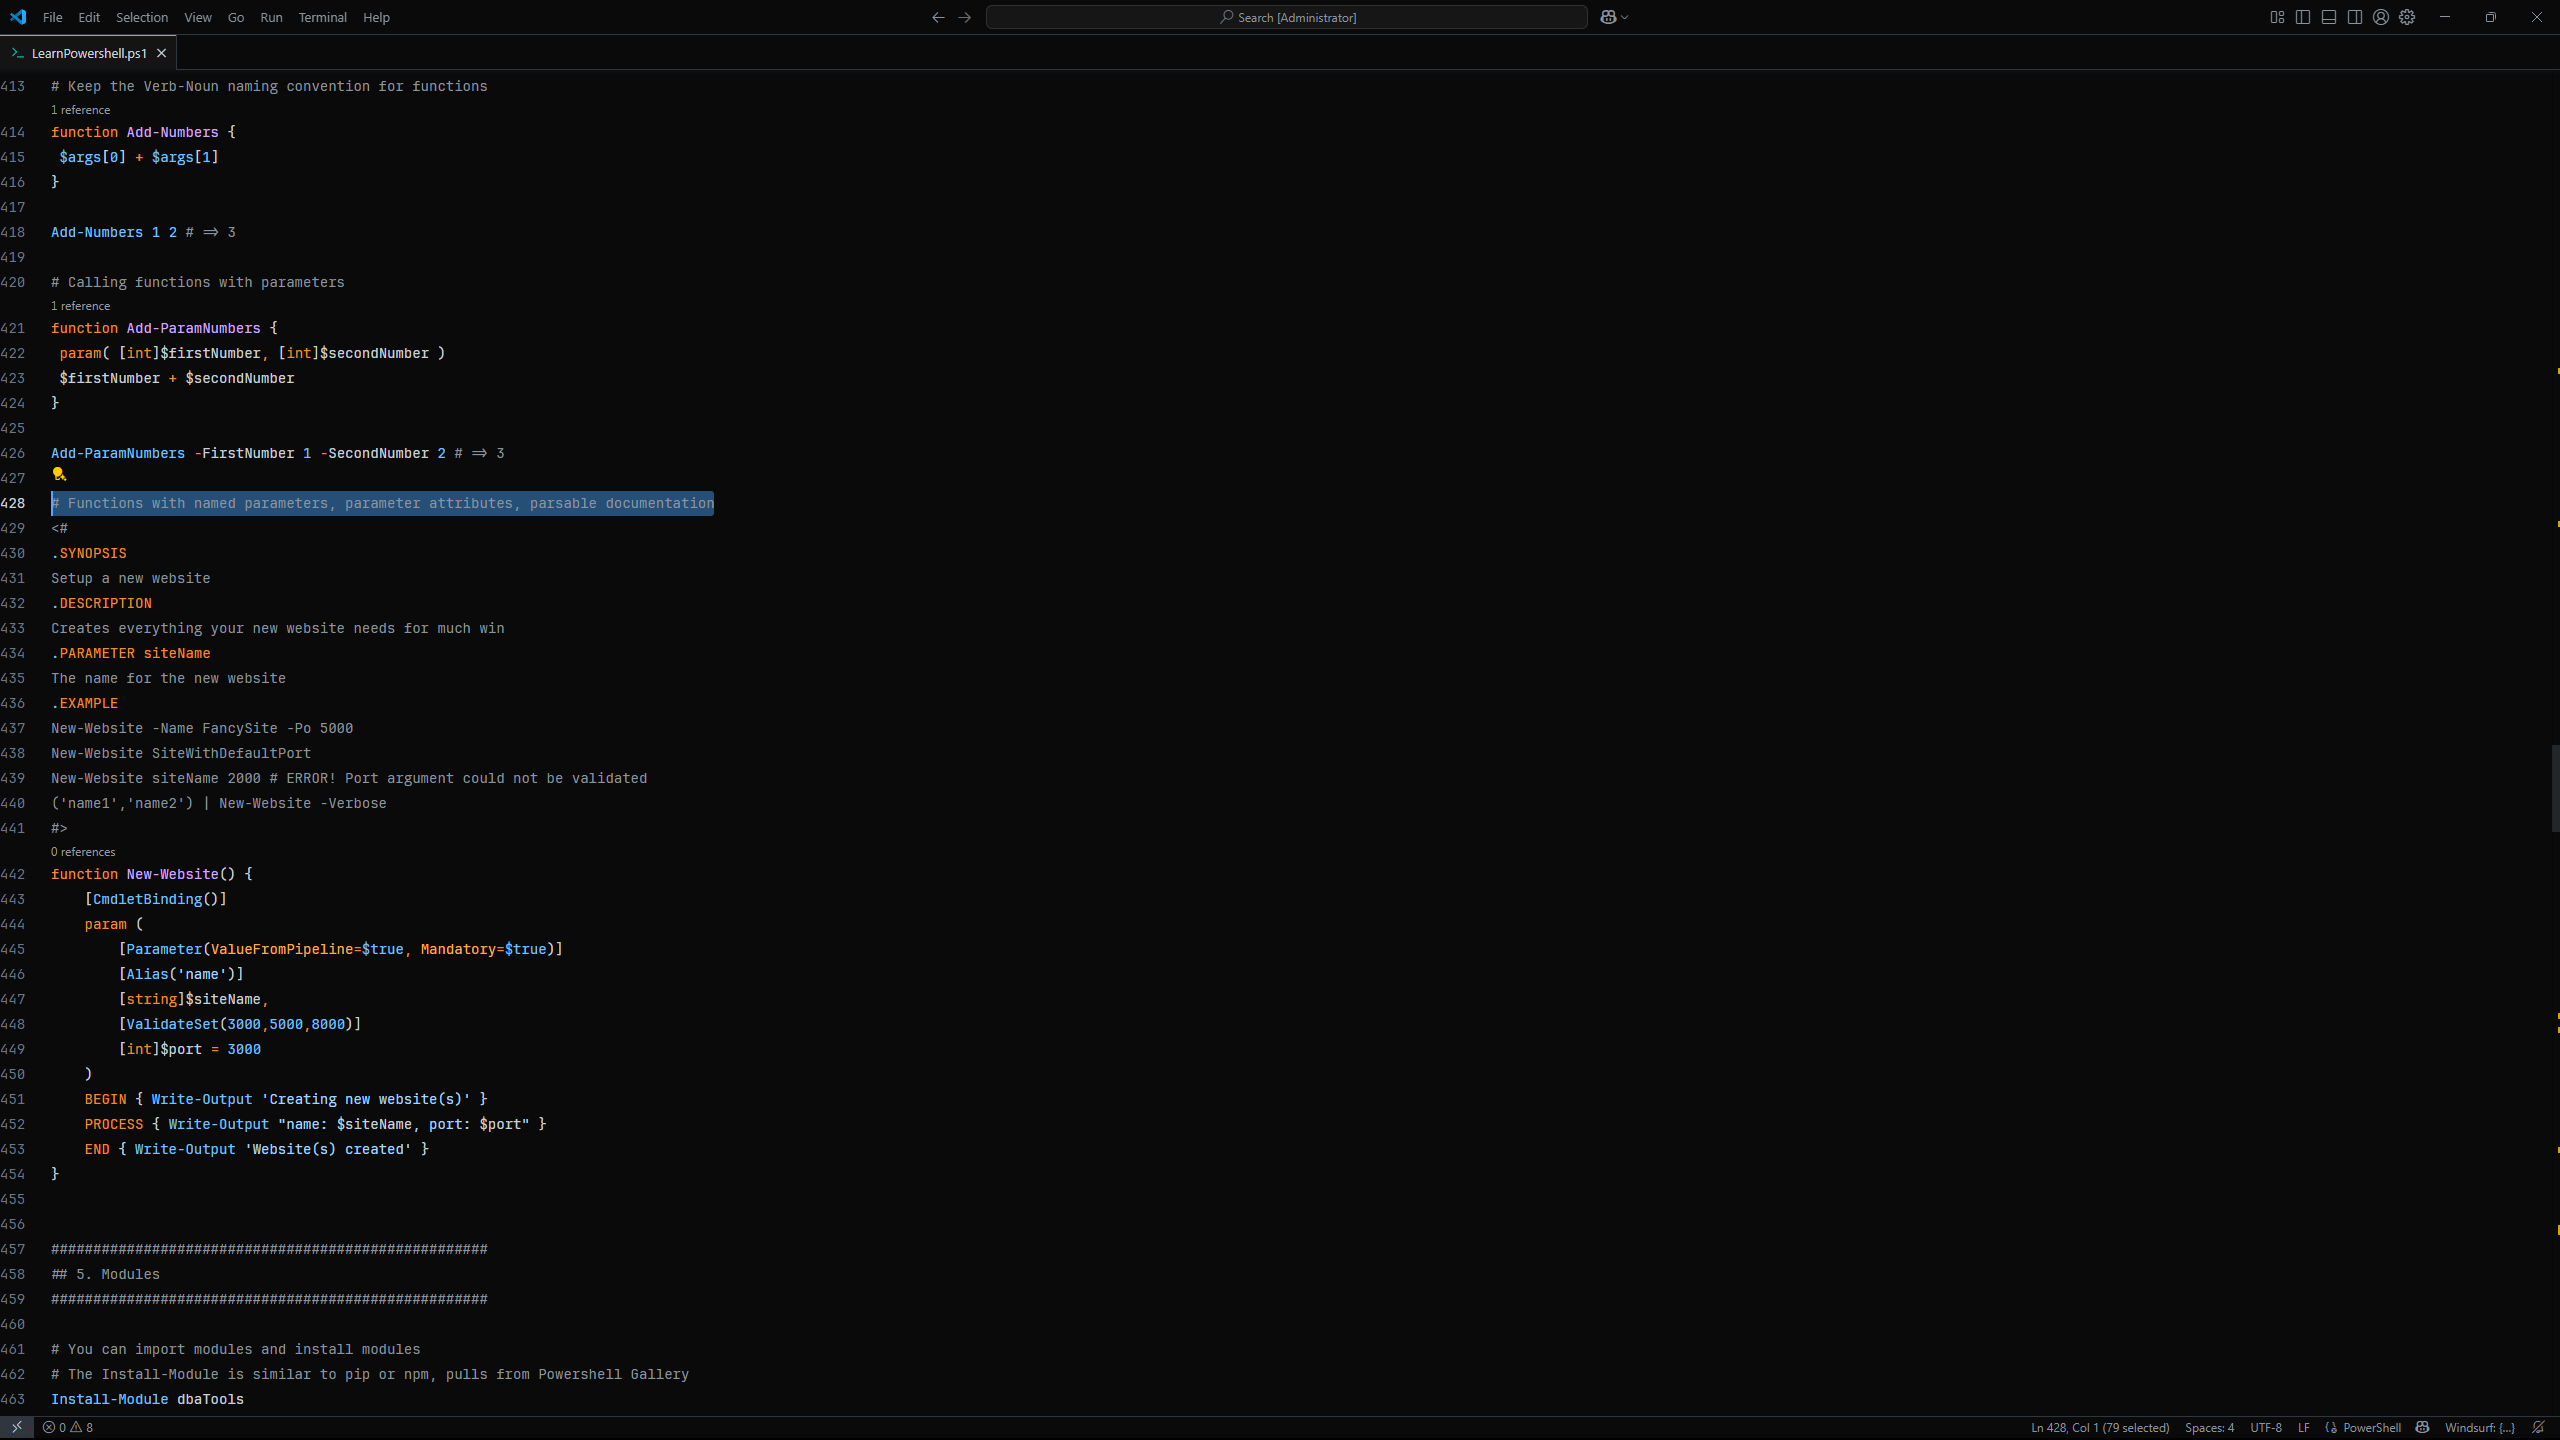 File Edit Selection View Go Run Terminal Help
Search [Administrator]
LearnPowershell.ps1
413 # Keep the Verb-Noun naming convention for functions
1 reference
414 function Add-Numbers {
415  $args[0] + $args[1]
416 }
417
418 Add-Numbers 1 2 # => 3
419
420 # Calling functions with parameters
1 reference
421 function Add-ParamNumbers {
422  param( [int]$firstNumber, [int]$secondNumber )
423  $firstNumber + $secondNumber
424 }
425
426 Add-ParamNumbers -FirstNumber 1 -SecondNumber 2 # => 3
427
428 # Functions with named parameters, parameter attributes, parsable documentation
429 <#
430 .SYNOPSIS
431 Setup a new website
432 .DESCRIPTION
433 Creates everything your new website needs for much win
434 .PARAMETER siteName
435 The name for the new website
436 .EXAMPLE
437 New-Website -Name FancySite -Po 5000
438 New-Website SiteWithDefaultPort
439 New-Website siteName 2000 # ERROR! Port argument could not be validated
440 ('name1','name2') | New-Website -Verbose
441 #>
0 references
442 function New-Website() {
443     [CmdletBinding()]
444     param (
445         [Parameter(ValueFromPipeline=$true, Mandatory=$true)]
446         [Alias('name')]
447         [string]$siteName,
448         [ValidateSet(3000,5000,8000)]
449         [int]$port = 3000
450     )
451     BEGIN { Write-Output 'Creating new website(s)' }
452     PROCESS { Write-Output "name: $siteName, port: $port" }
453     END { Write-Output 'Website(s) created' }
454 }
455
456
457 ####################################################
458 ## 5. Modules
459 ####################################################
460
461 # You can import modules and install modules
462 # The Install-Module is similar to pip or npm, pulls from Powershell Gallery
463 Install-Module dbaTools
0 8 Ln 428, Col 1 (79 selected) Spaces: 4 UTF-8 LF PowerShell Windsurf: {...}